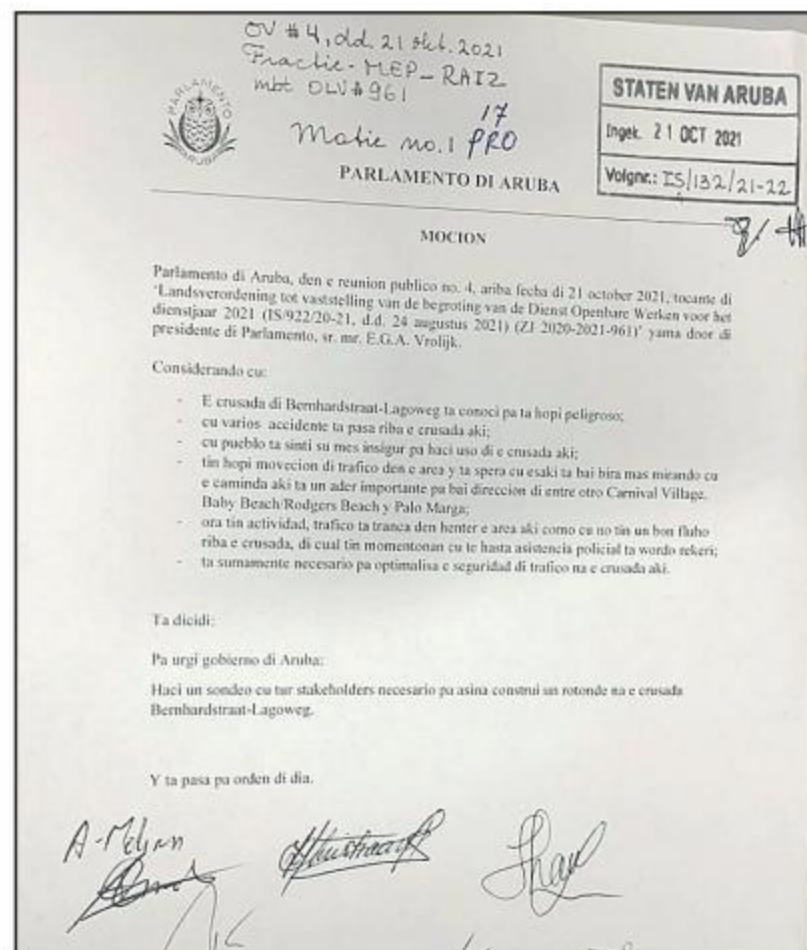 OV #4, dd. 21 okt. 2021
Fractie-MEP-RAIZ
mbt OLV#961
17
Motie no.1 PRO
PARLAMENTO
ARUBA
STATEN VAN ARUBA
Ingek. 21 OCT 2021
Volgnr.: IS/132/21-22
PARLAMENTO DI ARUBA
MOCION
Parlamento di Aruba, den e reunion publico no. 4, ariba fecha di 21 october 2021, tocante di
'Landsverordening tot vaststelling van de begroting van de Dienst Openbare Werken voor het
dienstjaar 2021 (IS/922/20-21, d.d. 24 augustus 2021) (ZJ 2020-2021-961)' yama door di
presidente di Parlamento, sr. mr. E.G.A. Vrolijk.
Considerando cu:
- E crusada di Bernhardstraat-Lagoweg ta conoci pa ta hopi peligroso;
- cu varios accidente ta pasa riba e crusada aki;
- cu pueblo ta sinti su mes insigur pa haci uso di e crusada aki;
- tin hopi movecion di trafico den e area y ta spera cu esaki ta bai bira mas mirando cu
e caminda aki ta un ader importante pa bai direccion di entre otro Carnival Village,
Baby Beach/Rodgers Beach y Palo Marga;
- ora tin actividad, trafico ta tranca den henter e area aki como cu no tin un bon fluho
riba e crusada, di cual tin momentonan cu te hasta asistencia policial ta wordo rekeri;
- ta sumamente necesario pa optimalisa e seguridad di trafico na e crusada aki.
Ta dicidi:
Pa urgi gobierno di Aruba:
Haci un sondeo cu tur stakeholders necesario pa asina construi un rotonde na e crusada
Bernhardstraat-Lagoweg.
Y ta pasa pa orden di dia.